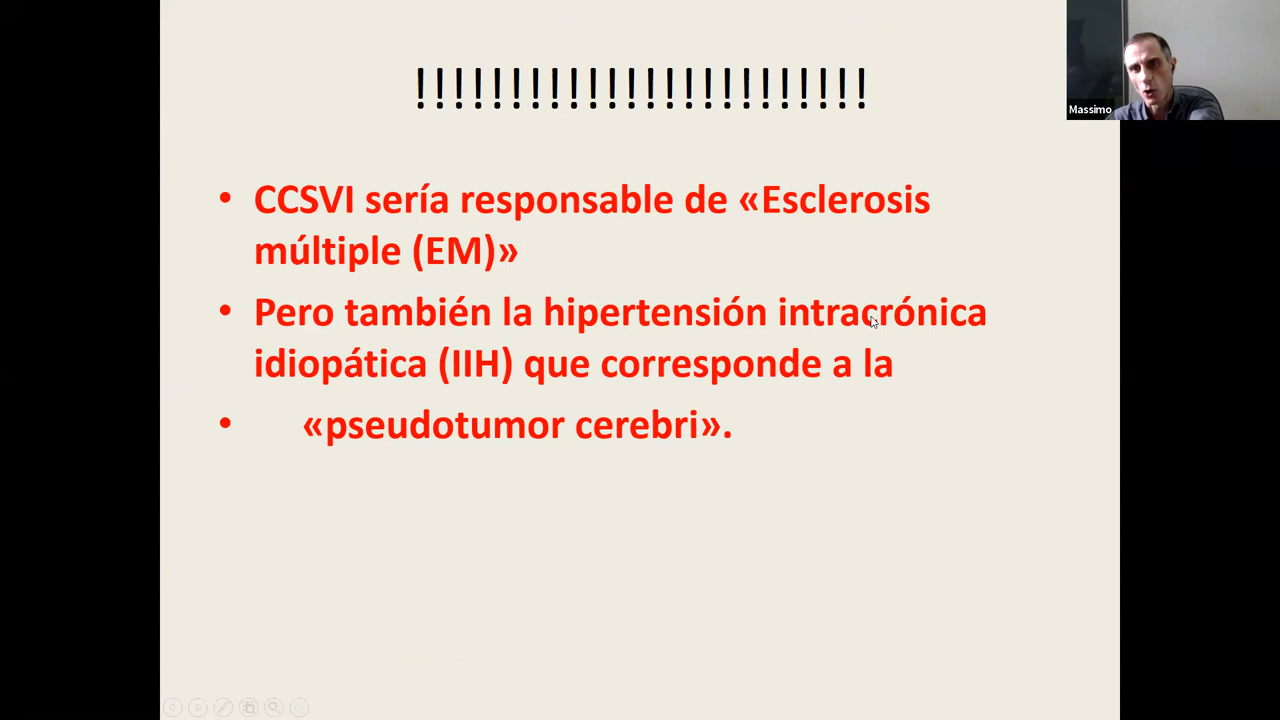 !!!!!!!!!!!!!!!!!!!!!!!!
Massimo
• CCSVI sería responsable de «Esclerosis
múltiple (EM)»
• Pero también la hipertensión intracrónica
idiopática (IIH) que corresponde a la
• «pseudotumor cerebri».